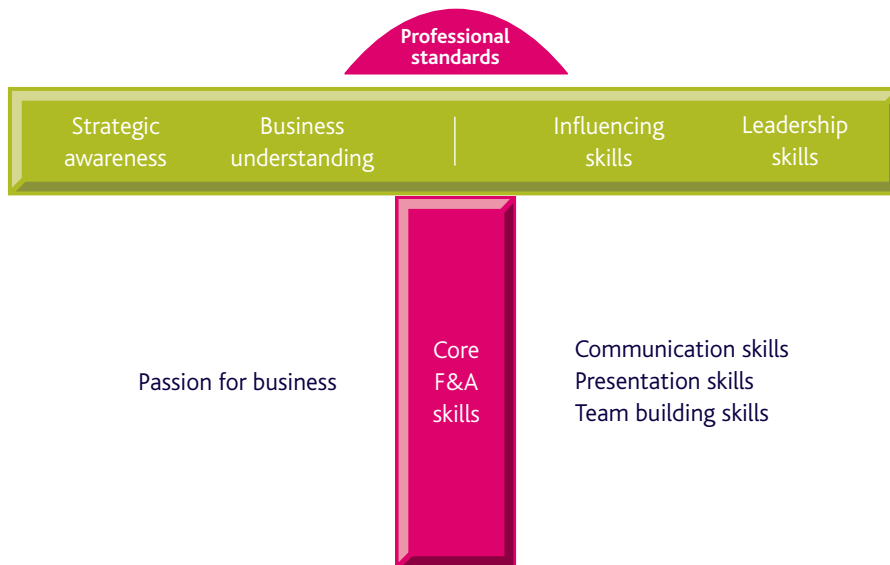 Professional
standards
Strategic
awareness
Business
understanding
Influencing
skills
Leadership
skills
Passion for business
Core
F&A
skills
Communication skills
Presentation skills
Team building skills